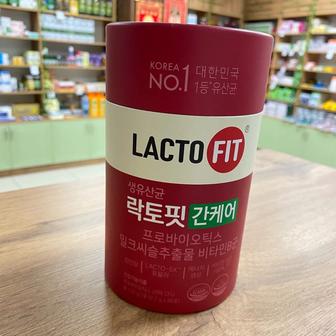 KOREA
NO.1
대한민국
1등*유산균
LACTO FIT®
생유산균
락토핏 간케어
프로바이오틱스
밀크씨슬추출물 비타민B군
LACTO-5X™